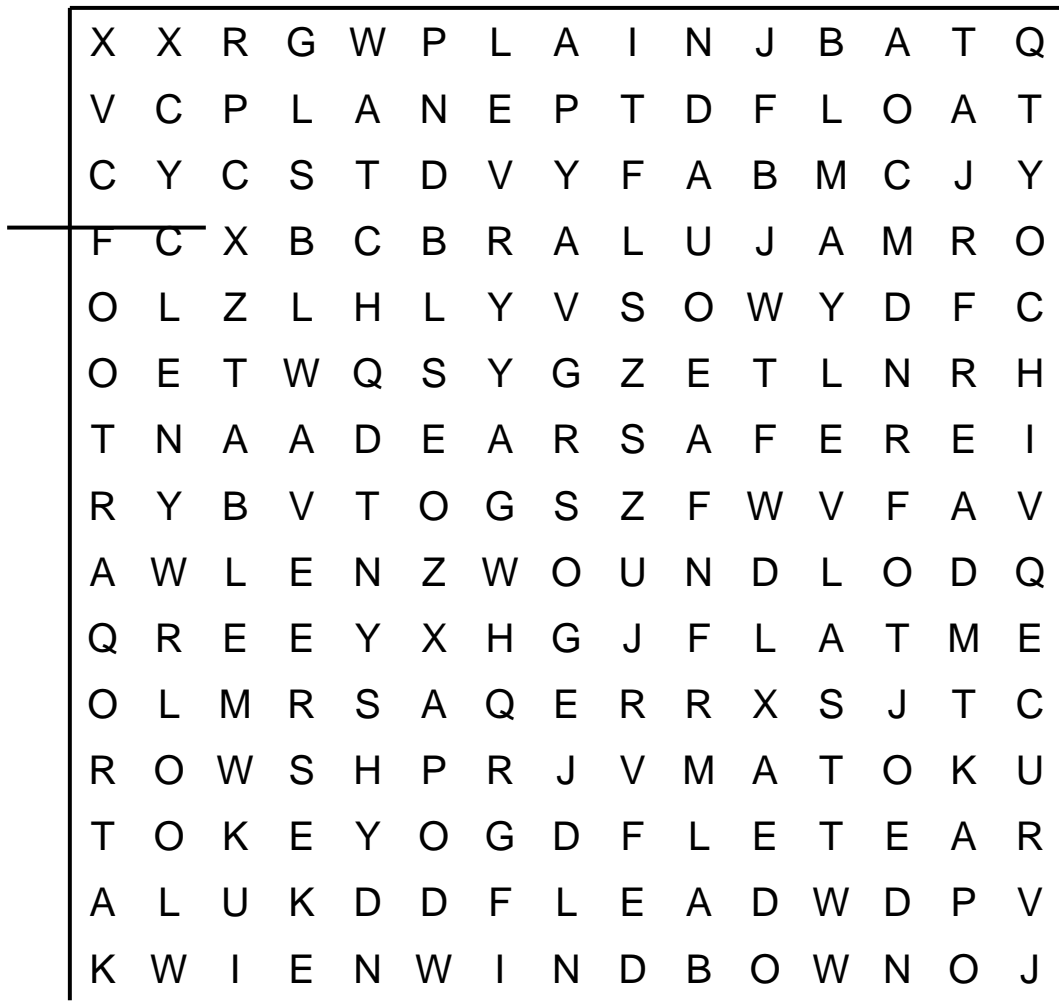 X X R G W P L A I N J B A T Q
V C P L A N E P T D F L O A T
C Y C S T D V Y F A B M C J Y
F C X B C B R A L U J A M R O
O L Z L H L Y V S O W Y D F C
O E T W Q S Y G Z E T L N R H
T N A A D E A R S A F E R E I
R Y B V T O G S Z F W V F A V
A W L E N Z W O U N D L O D Q
Q R E E Y X H G J F L A T M E
O L M R S A Q E R R X S J T C
R O W S H P R J V M A T O K U
T O K E Y O G D F L E T E A R
A L U K D D F L E A D W D P V
K W I E N W I N D B O W N O J